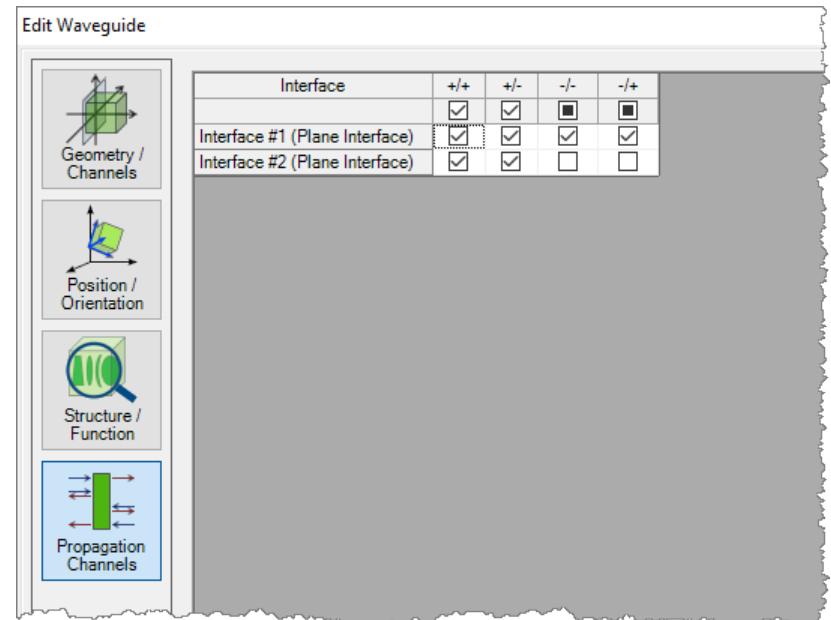 Edit Waveguide
Geometry /
Channels
Position /
Orientation
Structure /
Function
Propagation
Channels
Interface +/+ +/- -/- -/+
Interface #1 (Plane Interface)
Interface #2 (Plane Interface)